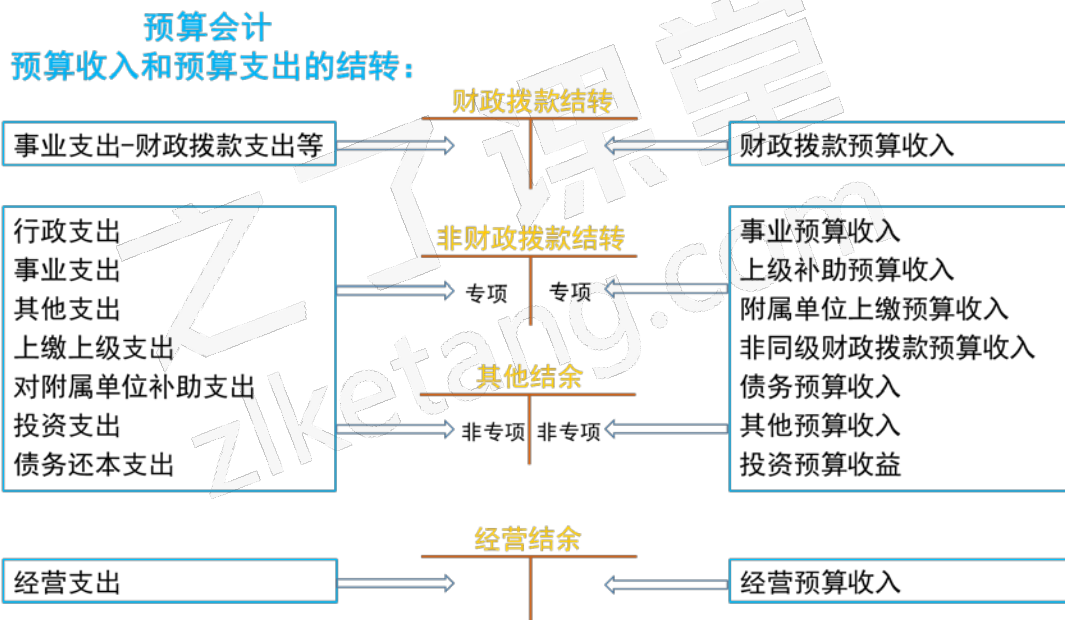 预算会计
预算收入和预算支出的结转：
财政拨款结转
事业支出-财政拨款支出等
财政拨款预算收入
行政支出
事业支出
其他支出
上缴上级支出
对附属单位补助支出
投资支出
债务还本支出
非财政拨款结转
专项 专项
其他结余
非专项 非专项
事业预算收入
上级补助预算收入
附属单位上缴预算收入
非同级财政拨款预算收入
债务预算收入
其他预算收入
投资预算收益
经营结余
经营支出
经营预算收入
之了课堂
zlketang.com